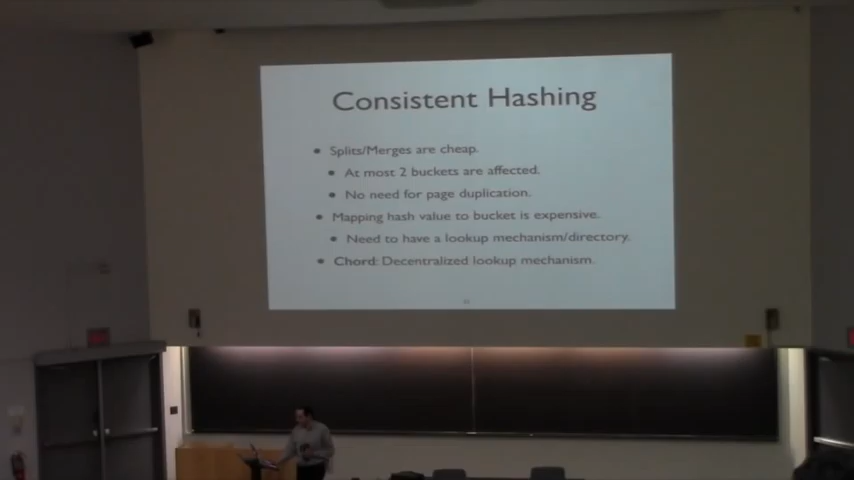 Consistent Hashing
• Splits/Merges are cheap.
• At most 2 buckets are affected.
• No need for page duplication.
• Mapping hash value to bucket is expensive.
• Need to have a lookup mechanism/directory.
• Chord: Decentralized lookup mechanism.